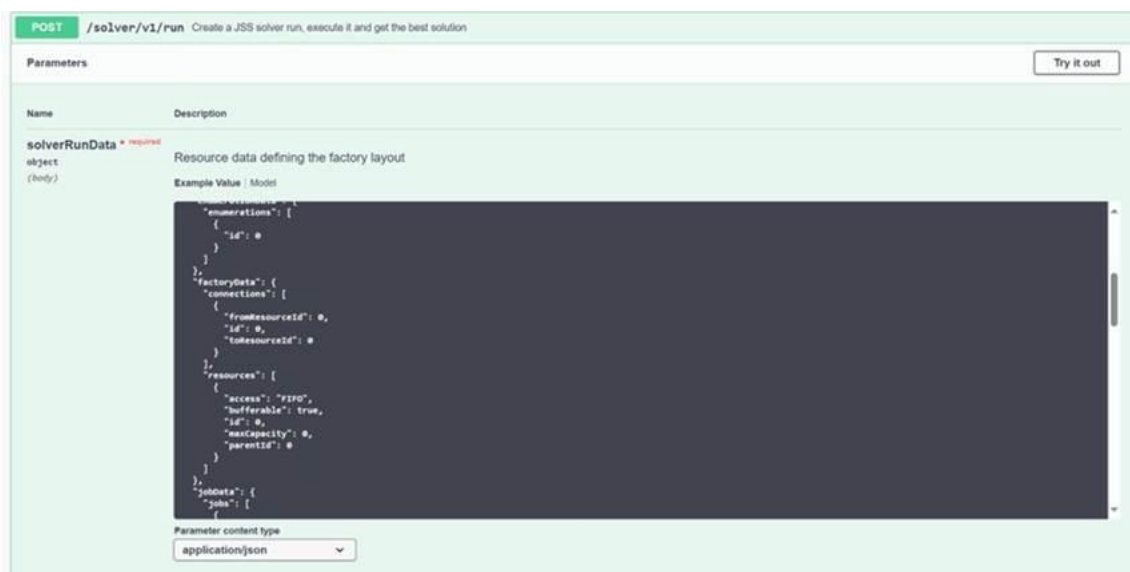 POST /solver/v1/run Create a JSS solver run, execute it and get the best solution
Parameters
Try it out
Name Description
solverRunData * required
object
(body)
Resource data defining the factory layout
Example Value | Model
"enumerations": [
{
"id": 0
}
]
},
"factoryData": {
"connections": [
{
"fromResourceId": 0,
"id": 0,
"toResourceId": 0
}
],
"resources": [
{
"access": "FIFO",
"bufferable": true,
"id": 0,
"maxCapacity": 0,
"parentId": 0
}
]
},
"jobData": {
"jobs": [
{
Parameter content type
application/json